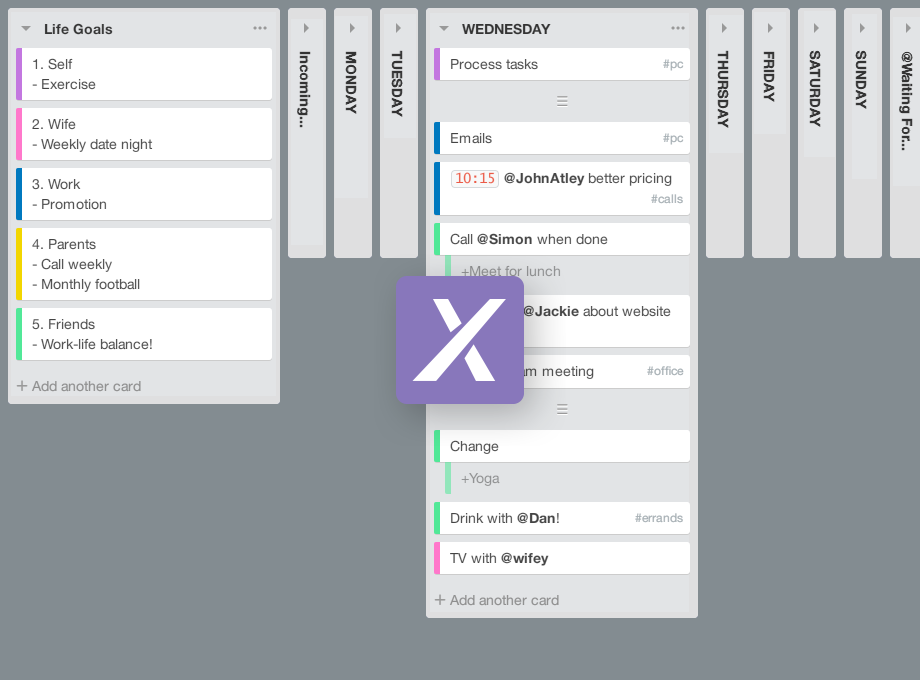 Life Goals
1. Self
- Exercise
2. Wife
- Weekly date night
3. Work
- Promotion
4. Parents
- Call weekly
- Monthly football
5. Friends
- Work-life balance!
+ Add another card
Incoming...
MONDAY
TUESDAY
WEDNESDAY
Process tasks #pc
Emails #pc
10:15 @JohnAtley better pricing
#calls
Call @Simon when done
+Meet for lunch
@Jackie about website
meeting #office
Change
+Yoga
Drink with @Dan! #errands
TV with @wifey
+ Add another card
THURSDAY
FRIDAY
SATURDAY
SUNDAY
@Waiting For...